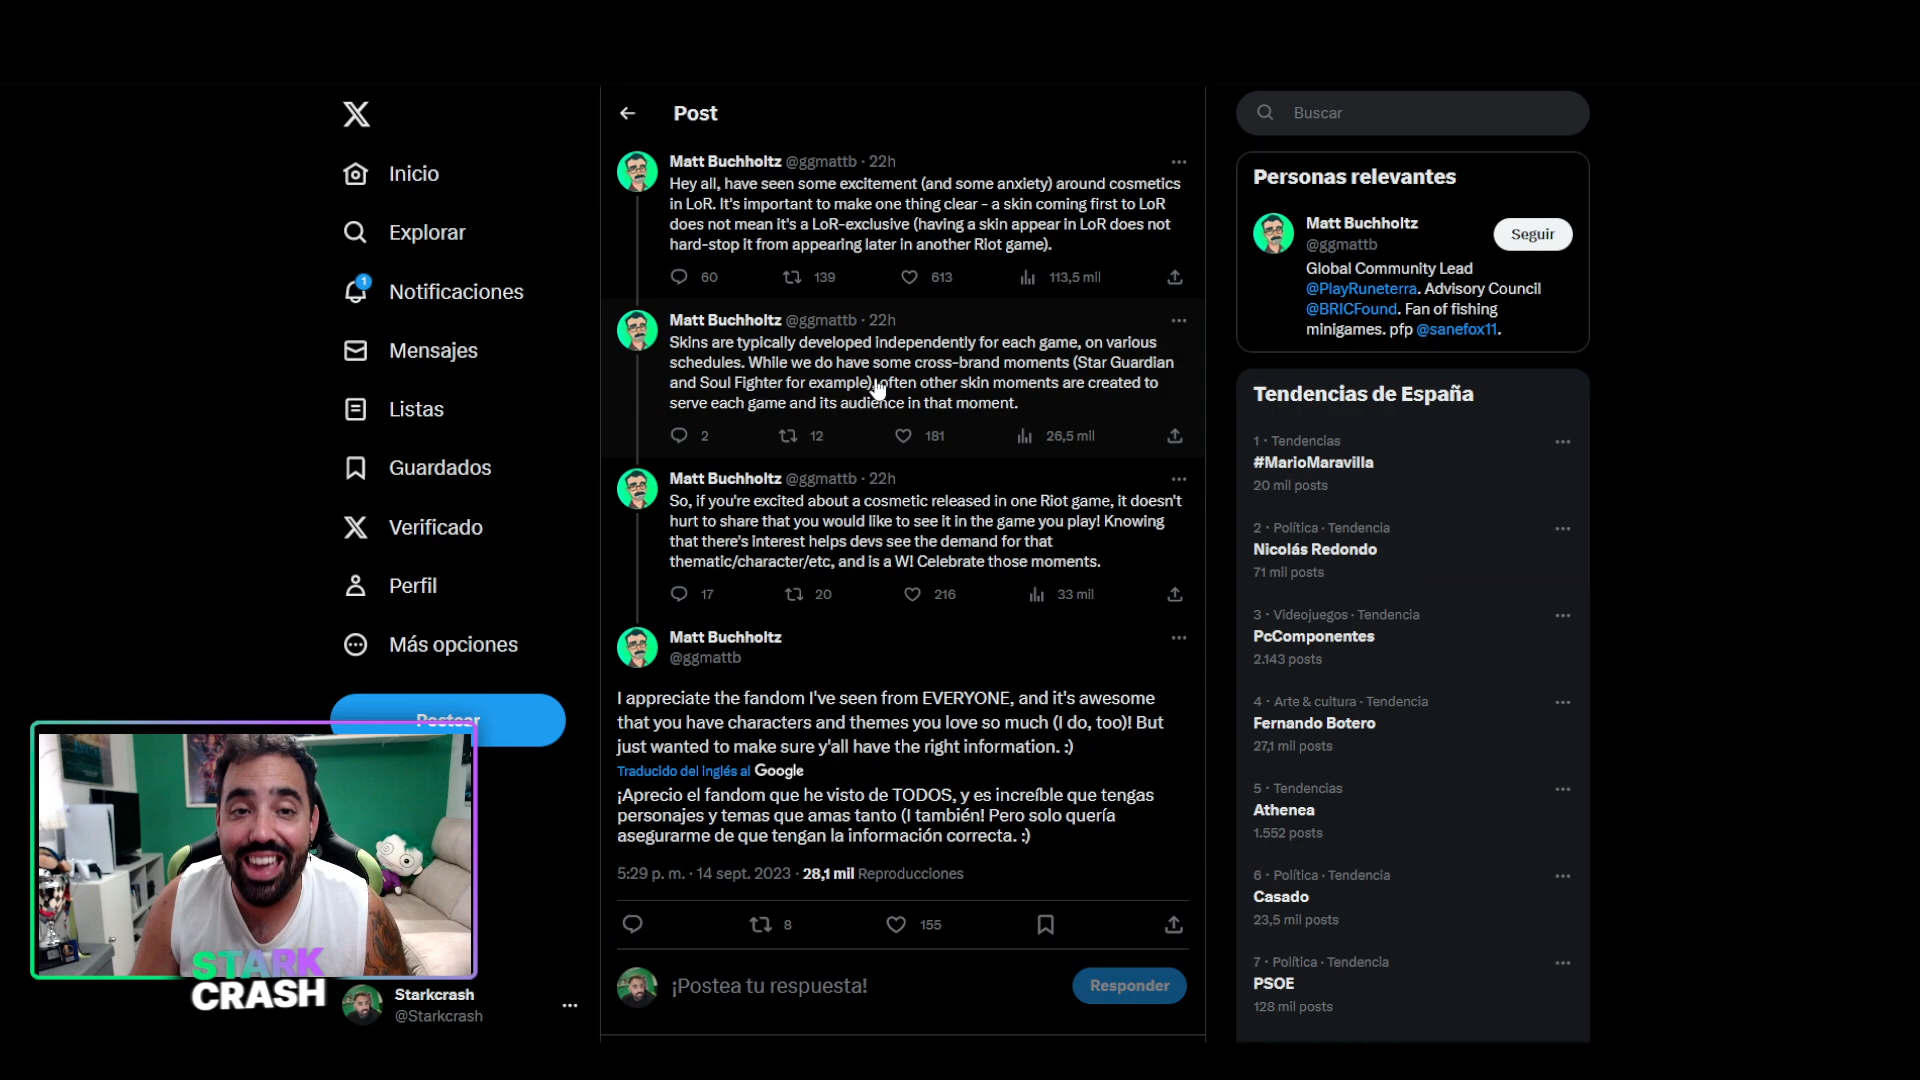 Inicio
Explorar
1
Notificaciones
Mensajes
Listas
Guardados
Verificado
Perfil
Más opciones
Postear
STARK
CRASH
Starkcrash
@Starkcrash
Post
Matt Buchholtz @ggmattb · 22h
Hey all, have seen some excitement (and some anxiety) around cosmetics
in LoR. It's important to make one thing clear - a skin coming first to LoR
does not mean it's a LoR-exclusive (having a skin appear in LoR does not
hard-stop it from appearing later in another Riot game).
60 139 613 113,5 mil
Matt Buchholtz @ggmattb · 22h
Skins are typically developed independently for each game, on various
schedules. While we do have some cross-brand moments (Star Guardian
and Soul Fighter for example), often other skin moments are created to
serve each game and its audience in that moment.
2 12 181 26,5 mil
Matt Buchholtz @ggmattb · 22h
So, if you're excited about a cosmetic released in one Riot game, it doesn't
hurt to share that you would like to see it in the game you play! Knowing
that there's interest helps devs see the demand for that
thematic/character/etc, and is a W! Celebrate those moments.
17 20 216 33 mil
Matt Buchholtz
@ggmattb
I appreciate the fandom I've seen from EVERYONE, and it's awesome
that you have characters and themes you love so much (I do, too)! But
just wanted to make sure y'all have the right information. :)
Traducido del inglés al Google
¡Aprecio el fandom que he visto de TODOS, y es increíble que tengas
personajes y temas que amas tanto (I también! Pero solo quería
asegurarme de que tengan la información correcta. :)
5:29 p. m. · 14 sept. 2023 · 28,1 mil Reproducciones
8 155
¡Postea tu respuesta!
Responder
Buscar
Personas relevantes
Matt Buchholtz
@ggmattb
Seguir
Global Community Lead
@PlayRuneterra. Advisory Council
@BRICFound. Fan of fishing
minigames. pfp @sanefox11.
Tendencias de España
1 · Tendencias
#MarioMaravilla
20 mil posts
2 · Política · Tendencia
Nicolás Redondo
71 mil posts
3 · Videojuegos · Tendencia
PcComponentes
2.143 posts
4 · Arte & cultura · Tendencia
Fernando Botero
27,1 mil posts
5 · Tendencias
Athenea
1.552 posts
6 · Política · Tendencia
Casado
23,5 mil posts
7 · Política · Tendencia
PSOE
128 mil posts